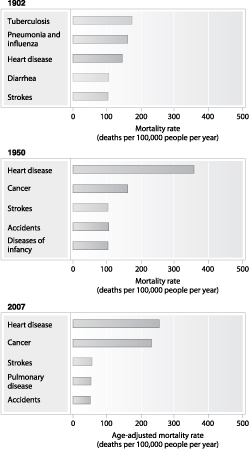 1902
Tuberculosis
Pneumonia and
influenza
Heart disease
Diarrhea
Strokes
0 100 200 300 400 500
Mortality rate
(deaths per 100,000 people per year)
1950
Heart disease
Cancer
Strokes
Accidents
Diseases of
infancy
0 100 200 300 400 500
Mortality rate
(deaths per 100,000 people per year)
2007
Heart disease
Cancer
Strokes
Pulmonary
disease
Accidents
0 100 200 300 400 500
Age-adjusted mortality rate
(deaths per 100,000 people per year)